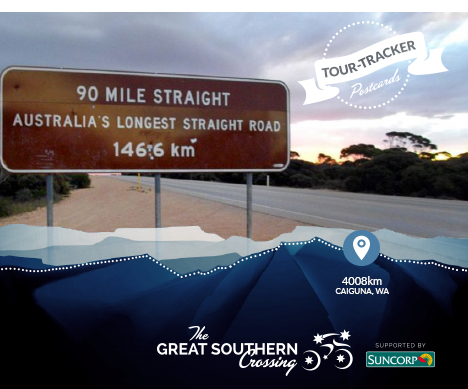 TOUR-TRACKER
Postcards
90 MILE STRAIGHT
AUSTRALIA'S LONGEST STRAIGHT ROAD
146.6 km
4008km
CAIGUNA, WA
The
GREAT SOUTHERN
Crossing
SUPPORTED BY
SUNCORP